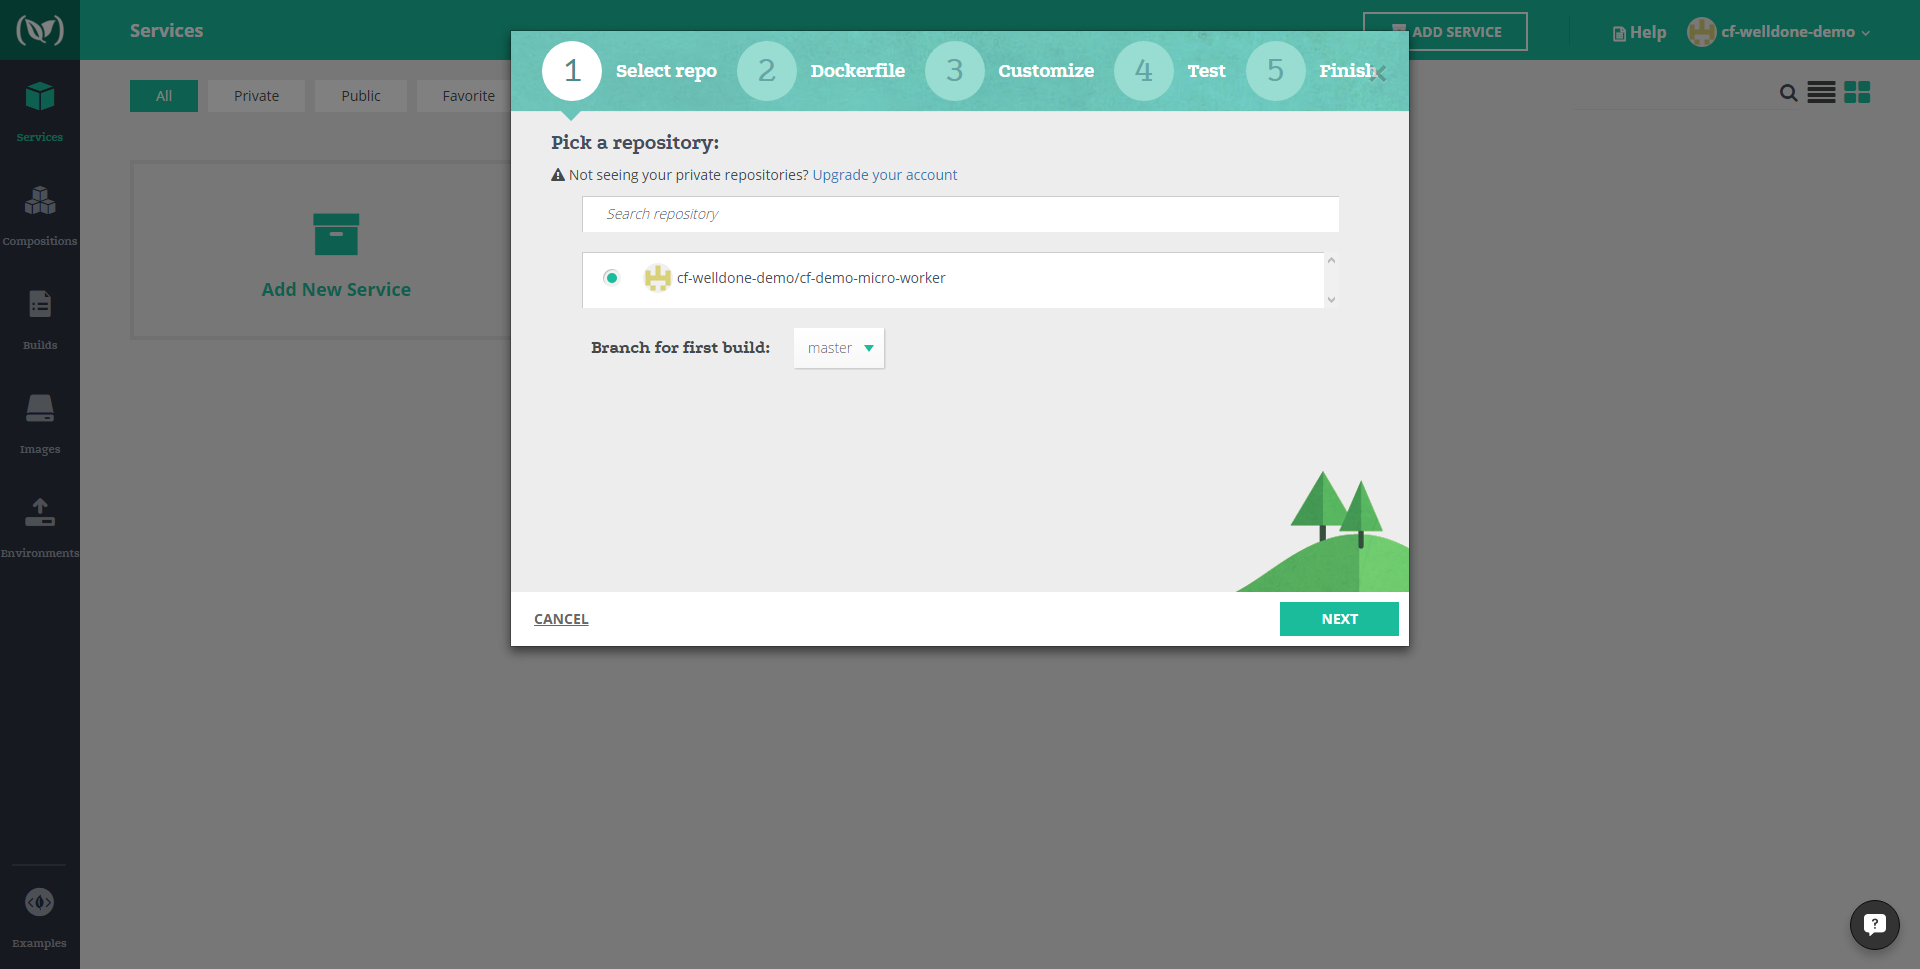 Services
ADD SERVICE
Help
cf-welldone-demo
1 Select repo 2 Dockerfile 3 Customize 4 Test 5 Finish
All Private Public Favorite
Services
Compositions
Builds
Images
Environments
Examples
Add New Service
Pick a repository:
Not seeing your private repositories? Upgrade your account
Search repository
cf-welldone-demo/cf-demo-micro-worker
Branch for first build: master
CANCEL
NEXT
?